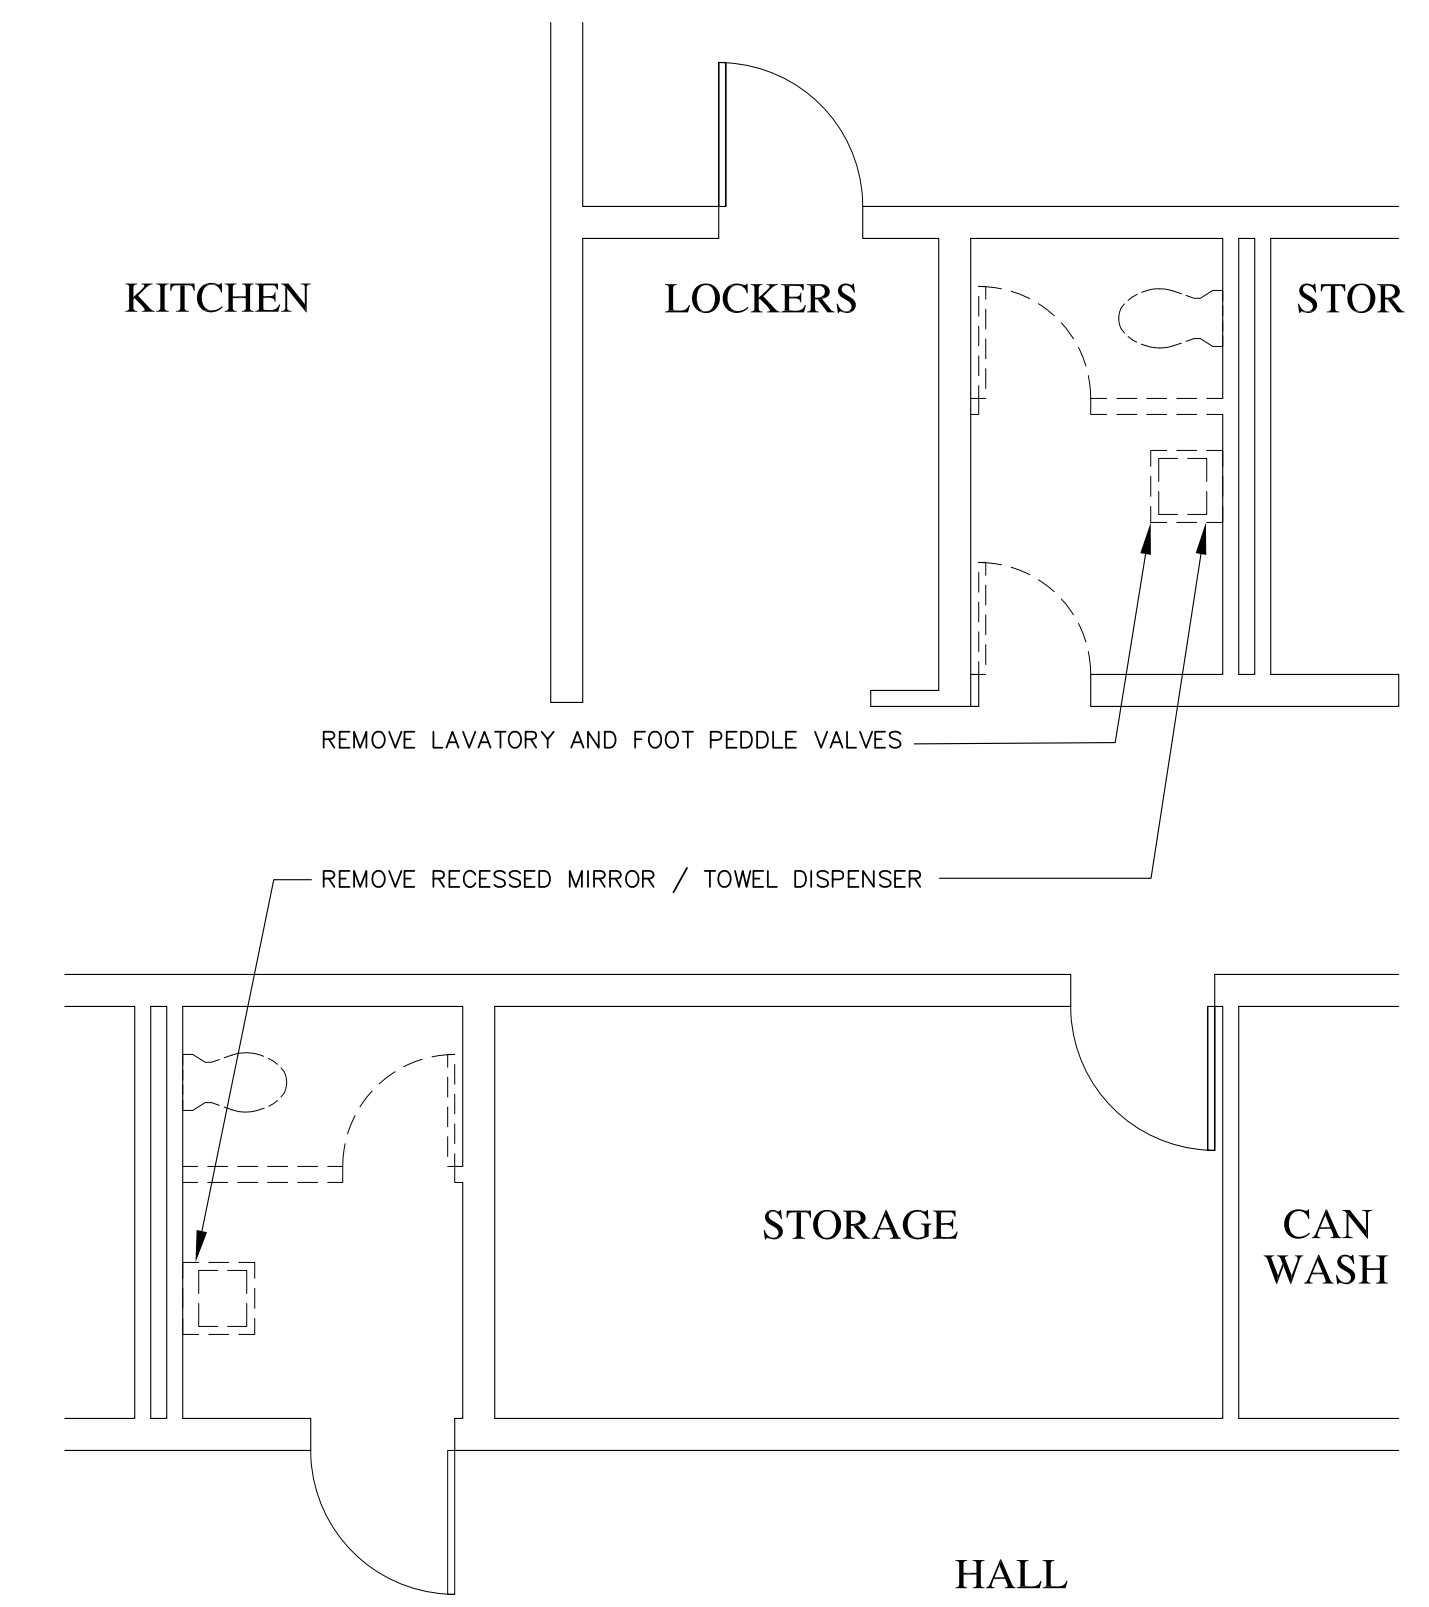 KITCHEN
LOCKERS
STOR
REMOVE LAVATORY AND FOOT PEDDLE VALVES
REMOVE RECESSED MIRROR / TOWEL DISPENSER
STORAGE
CAN
WASH
HALL